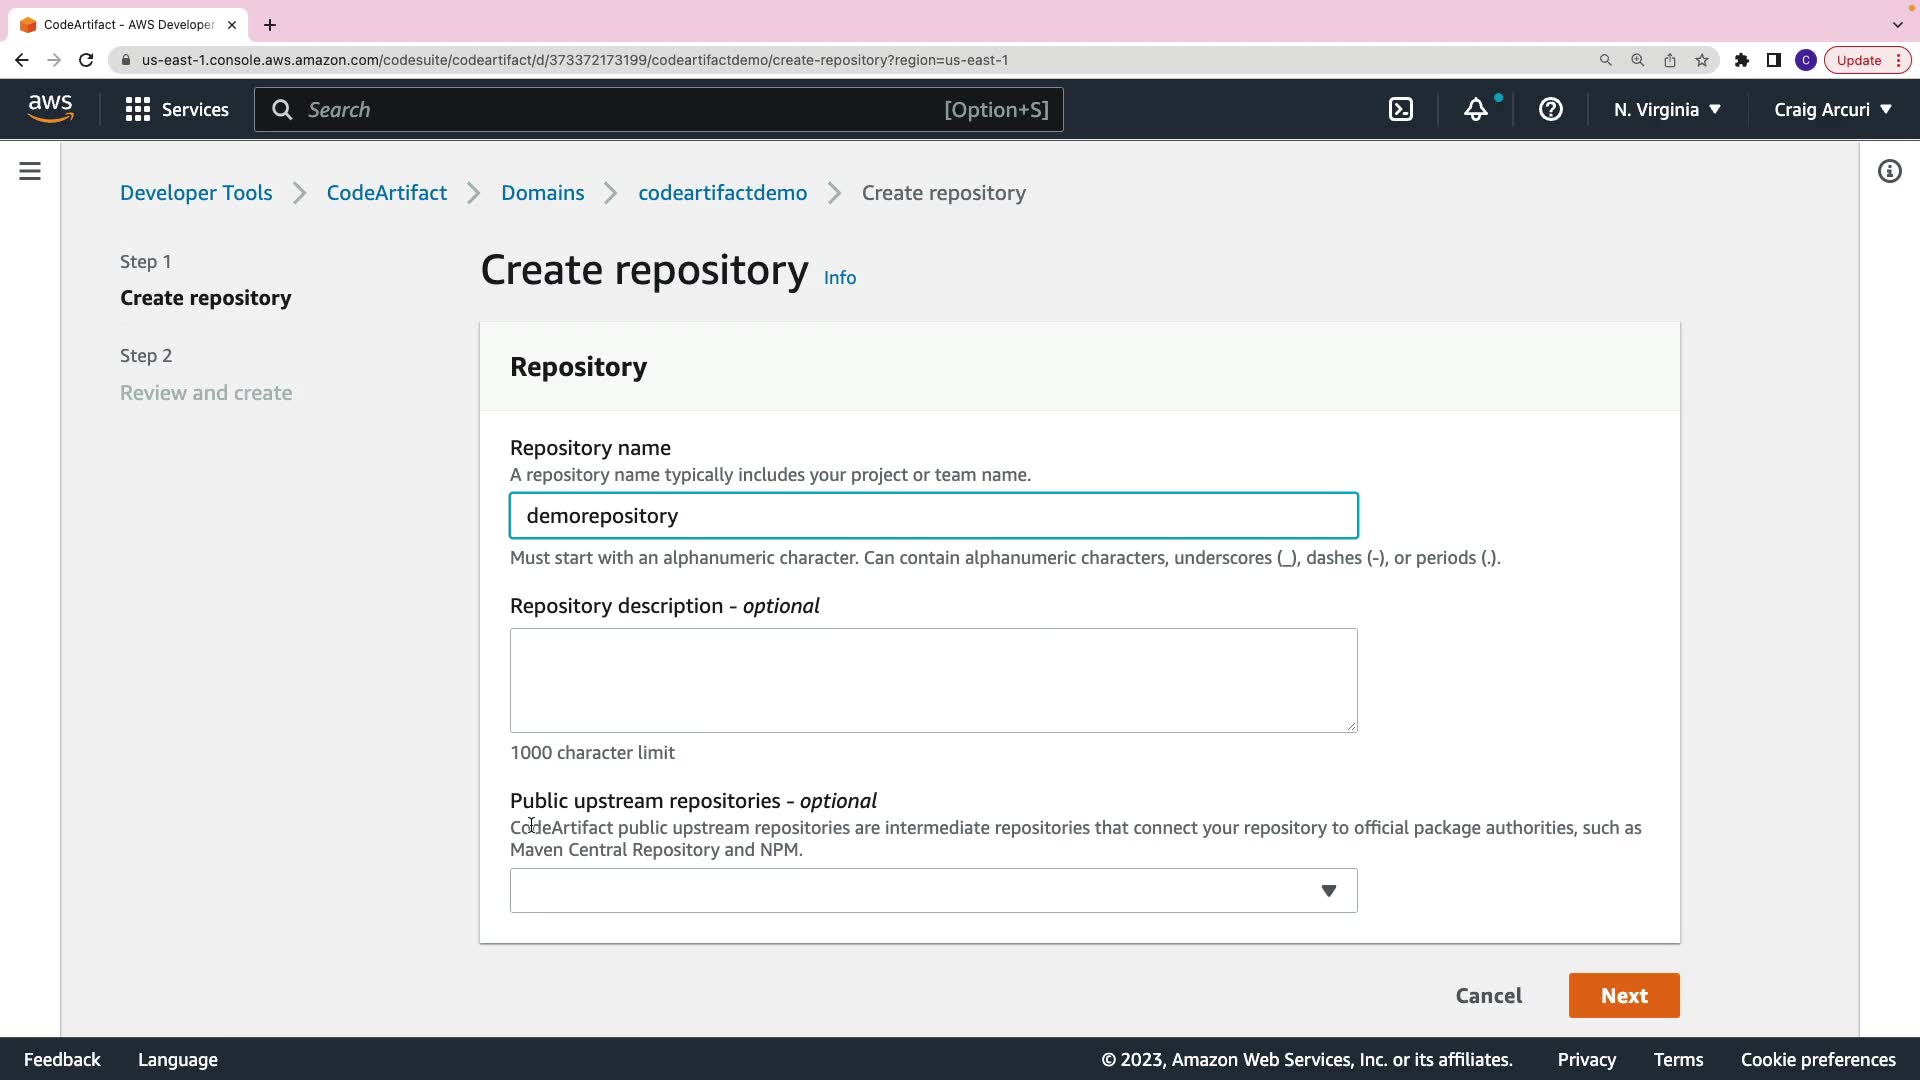 CodeArtifact - AWS Developer
us-east-1.console.aws.amazon.com/codesuite/codeartifact/d/373372173199/codeartifactdemo/create-repository?region=us-east-1
C
Update
aws
Services
Search
[Option+S]
N. Virginia
Craig Arcuri
Developer Tools
CodeArtifact
Domains
codeartifactdemo
Create repository
Step 1
Create repository
Step 2
Review and create
Create repository Info
Repository
Repository name
A repository name typically includes your project or team name.
demorepository
Must start with an alphanumeric character. Can contain alphanumeric characters, underscores (_), dashes (-), or periods (.).
Repository description - optional
1000 character limit
Public upstream repositories - optional
CodeArtifact public upstream repositories are intermediate repositories that connect your repository to official package authorities, such as
Maven Central Repository and NPM.
Cancel
Next
Feedback
Language
© 2023, Amazon Web Services, Inc. or its affiliates.
Privacy
Terms
Cookie preferences